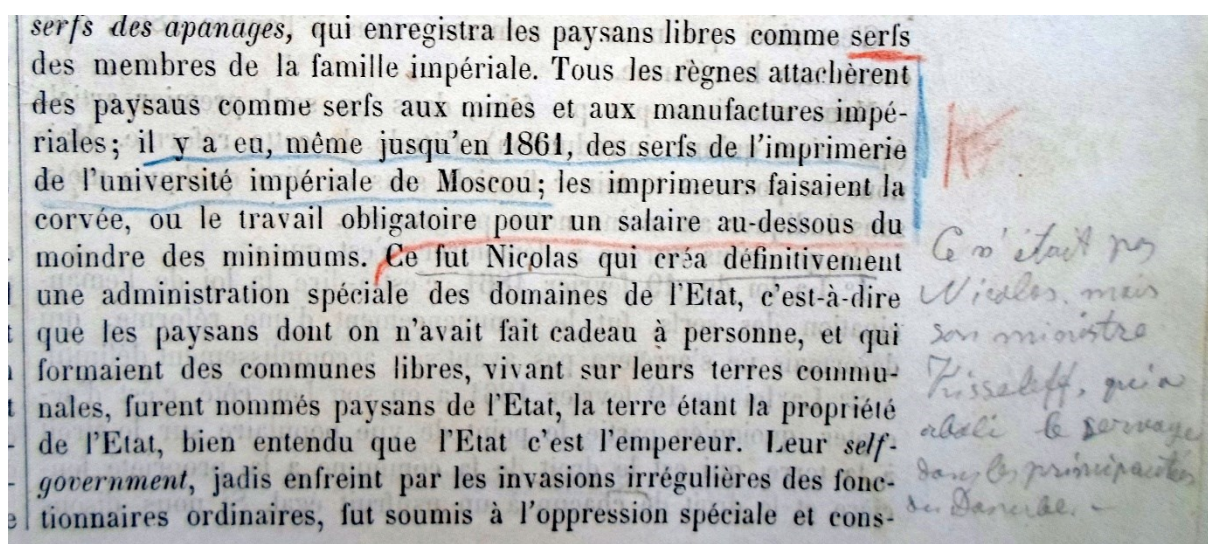 serfs des apanages, qui enregistra les paysans libres comme serfs
des membres de la famille impériale. Tous les règnes attachèrent
des paysaus comme serfs aux mines et aux manufactures impé-
riales; il y a eu, même jusqu'en 1861, des serfs de l'imprimerie
de l'université impériale de Moscou; les imprimeurs faisaient la
corvée, ou le travail obligatoire pour un salaire au-dessous du
moindre des minimums. Ce fut Nicolas qui créa définitivement
une administration spéciale des domaines de l'Etat, c'est-à-dire
que les paysans dont on n'avait fait cadeau à personne, et qui
formaient des communes libres, vivant sur leurs terres commu-
nales, furent nommés paysans de l'Etat, la terre étant la propriété
de l'Etat, bien entendu que l'Etat c'est l'empereur. Leur self-
government, jadis enfreint par les invasions irrégulières des fonc-
tionnaires ordinaires, fut soumis à l'oppression spéciale et cons-
Ce n'était pas
Nicolas, mais
son ministre
Kisseleff, qui a
aboli le servage
dans les principautés
du Danube. –